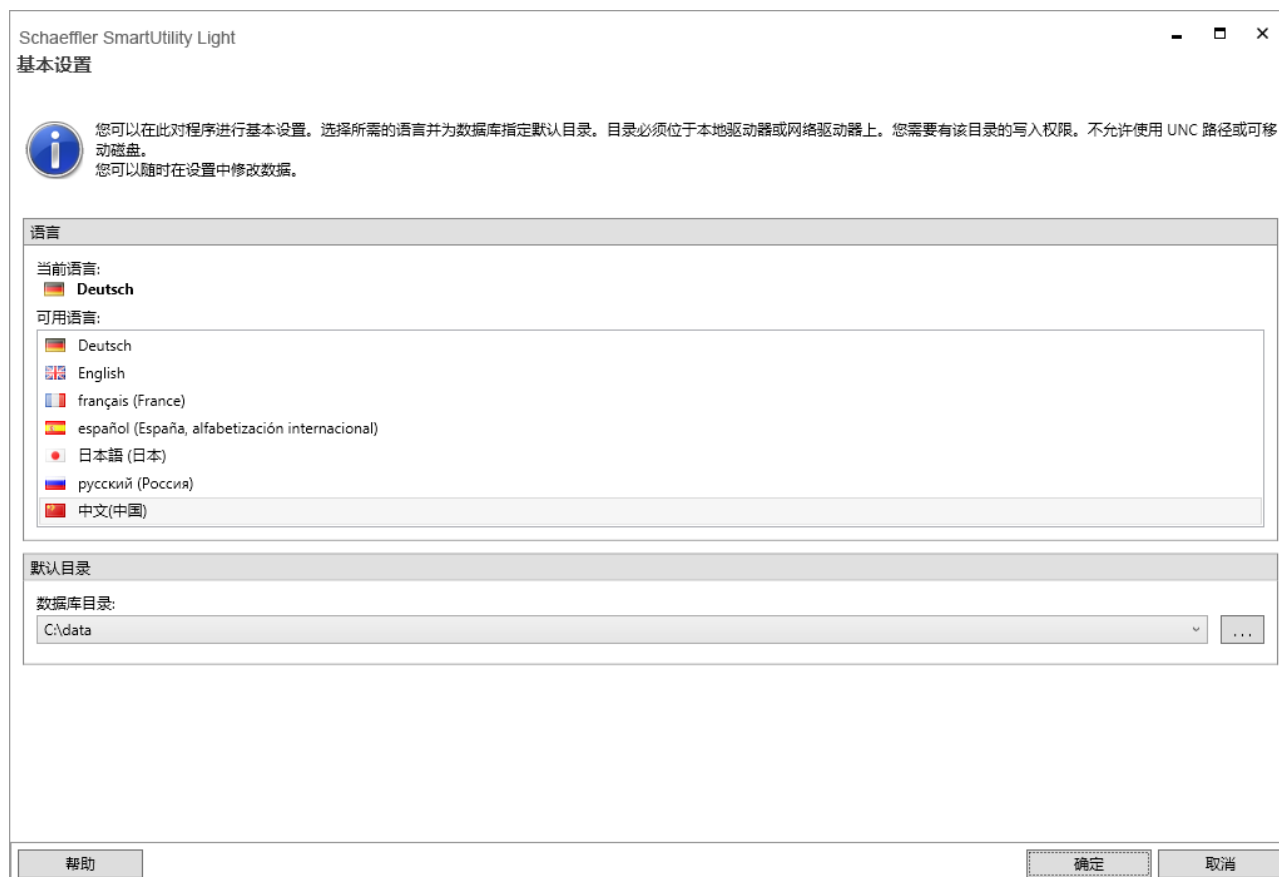 Schaeffler SmartUtility Light
基本设置
您可以在此对程序进行基本设置。选择所需的语言并为数据库指定默认目录。目录必须位于本地驱动器或网络驱动器上。您需要有该目录的写入权限。不允许使用 UNC 路径或可移
动磁盘。
您可以随时在设置中修改数据。
语言
当前语言:
Deutsch
可用语言:
Deutsch
English
français (France)
español (España, alfabetización internacional)
日本語 (日本)
русский (Россия)
中文(中国)
默认目录
数据库目录:
C:\data
...
帮助
确定
取消